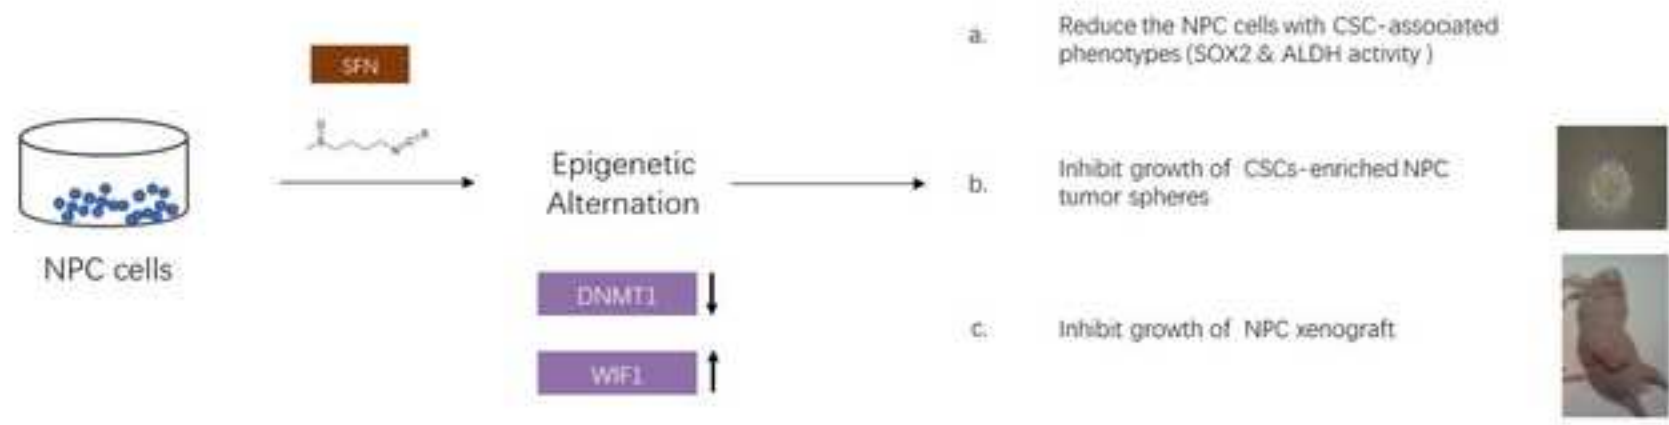 SFN
NPC cells
Epigenetic
Alternation
DNMT1
WIF1
a.
Reduce the NPC cells with CSC-associated
phenotypes (SOX2 & ALDH activity )
b.
Inhibit growth of CSCs-enriched NPC
tumor spheres
c.
Inhibit growth of NPC xenograft